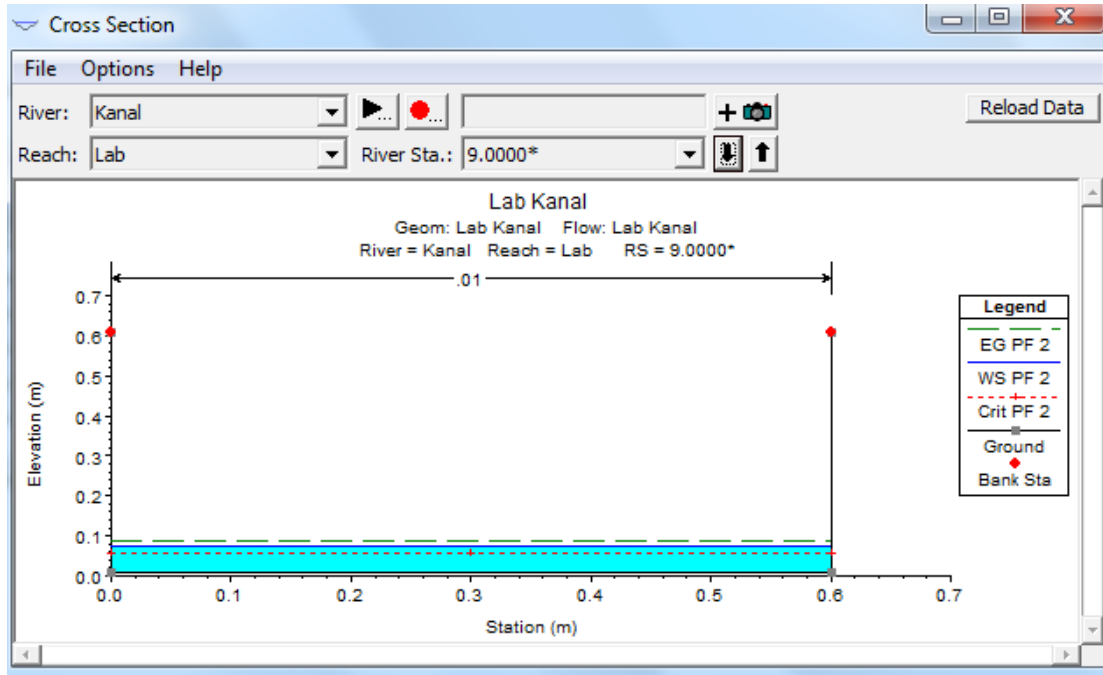 Cross Section
File Options Help
River: Kanal
Reload Data
Reach: Lab River Sta.: 9.0000*
Lab Kanal
Geom: Lab Kanal Flow: Lab Kanal
River = Kanal Reach = Lab RS = 9.0000*
.01
0.7
0.6
0.5
0.4
0.3
0.2
0.1
0.0
Elevation (m)
0.0 0.1 0.2 0.3 0.4 0.5 0.6 0.7
Station (m)
Legend
EG PF 2
WS PF 2
Crit PF 2
Ground
Bank Sta